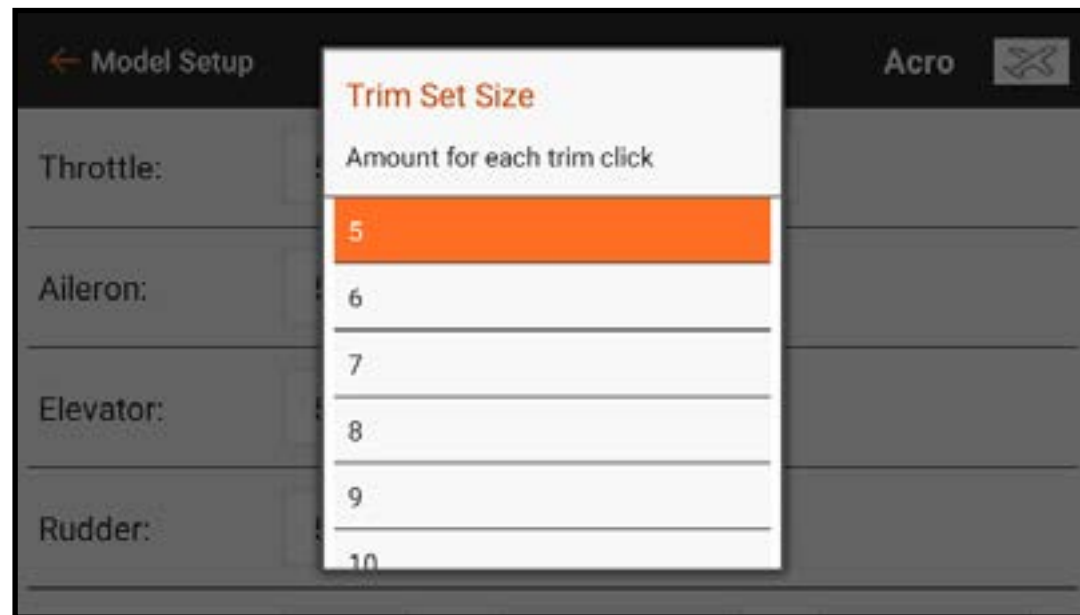 ← Model Setup
Acro
Trim Set Size
Amount for each trim click
Throttle:
5
6
Aileron:
7
8
Elevator:
9
10
Rudder: